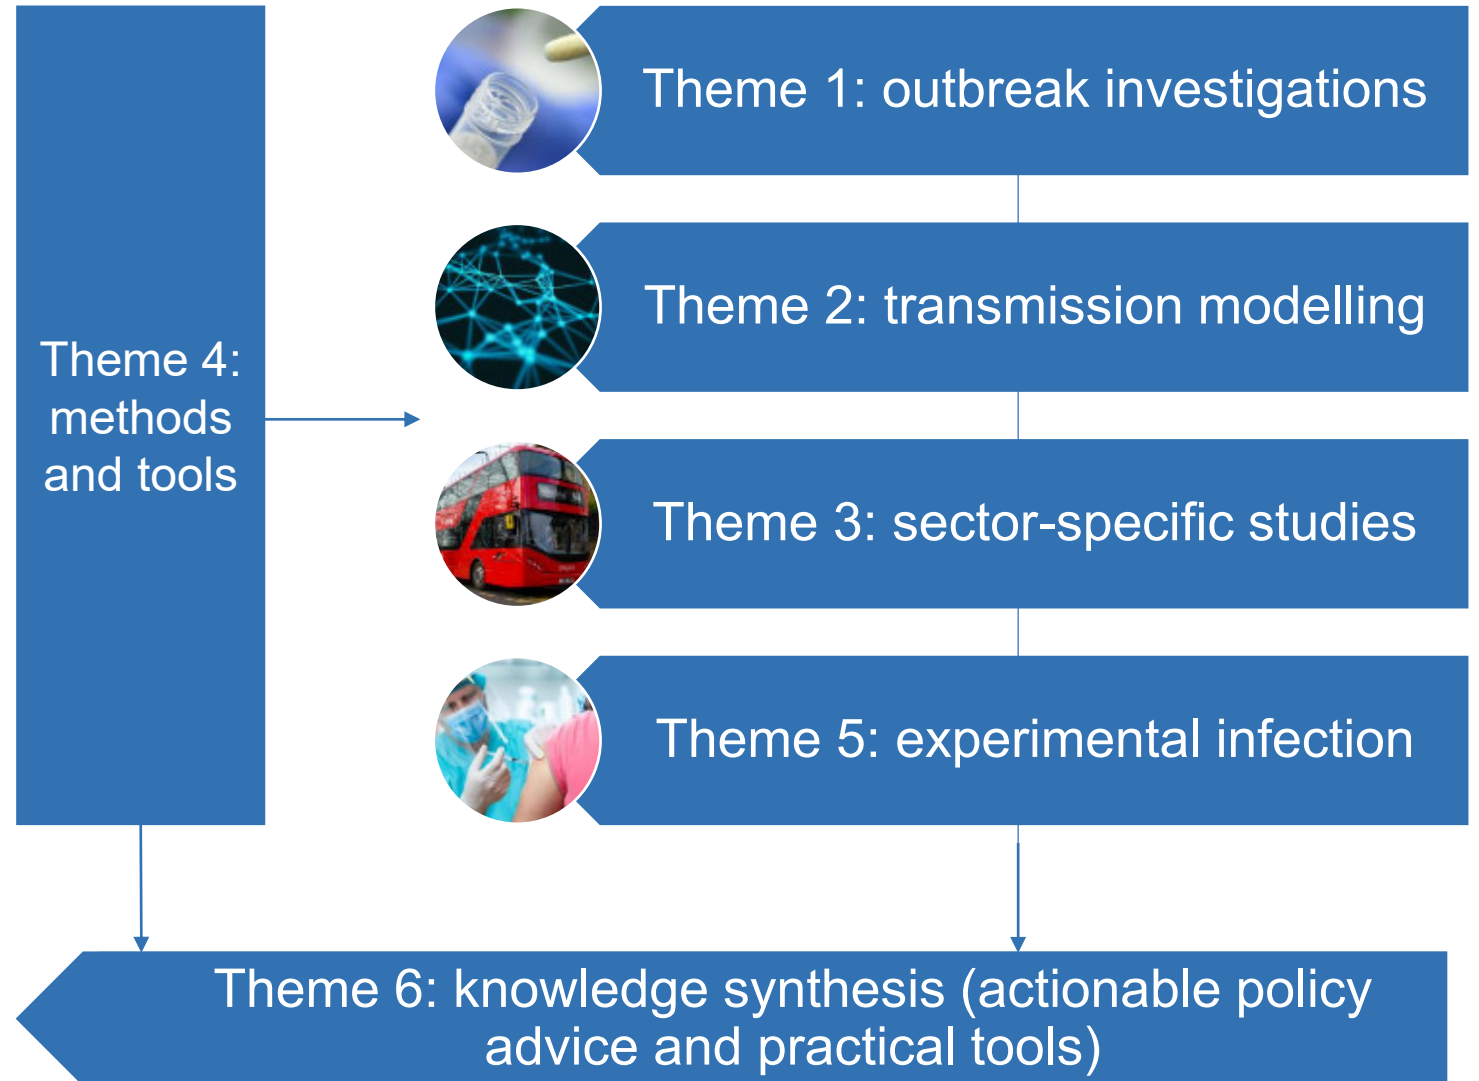 Theme 1: outbreak investigations
Theme 2: transmission modelling
Theme 4:
methods
and tools
Theme 3: sector-specific studies
Theme 5: experimental infection
Theme 6: knowledge synthesis (actionable policy
advice and practical tools)